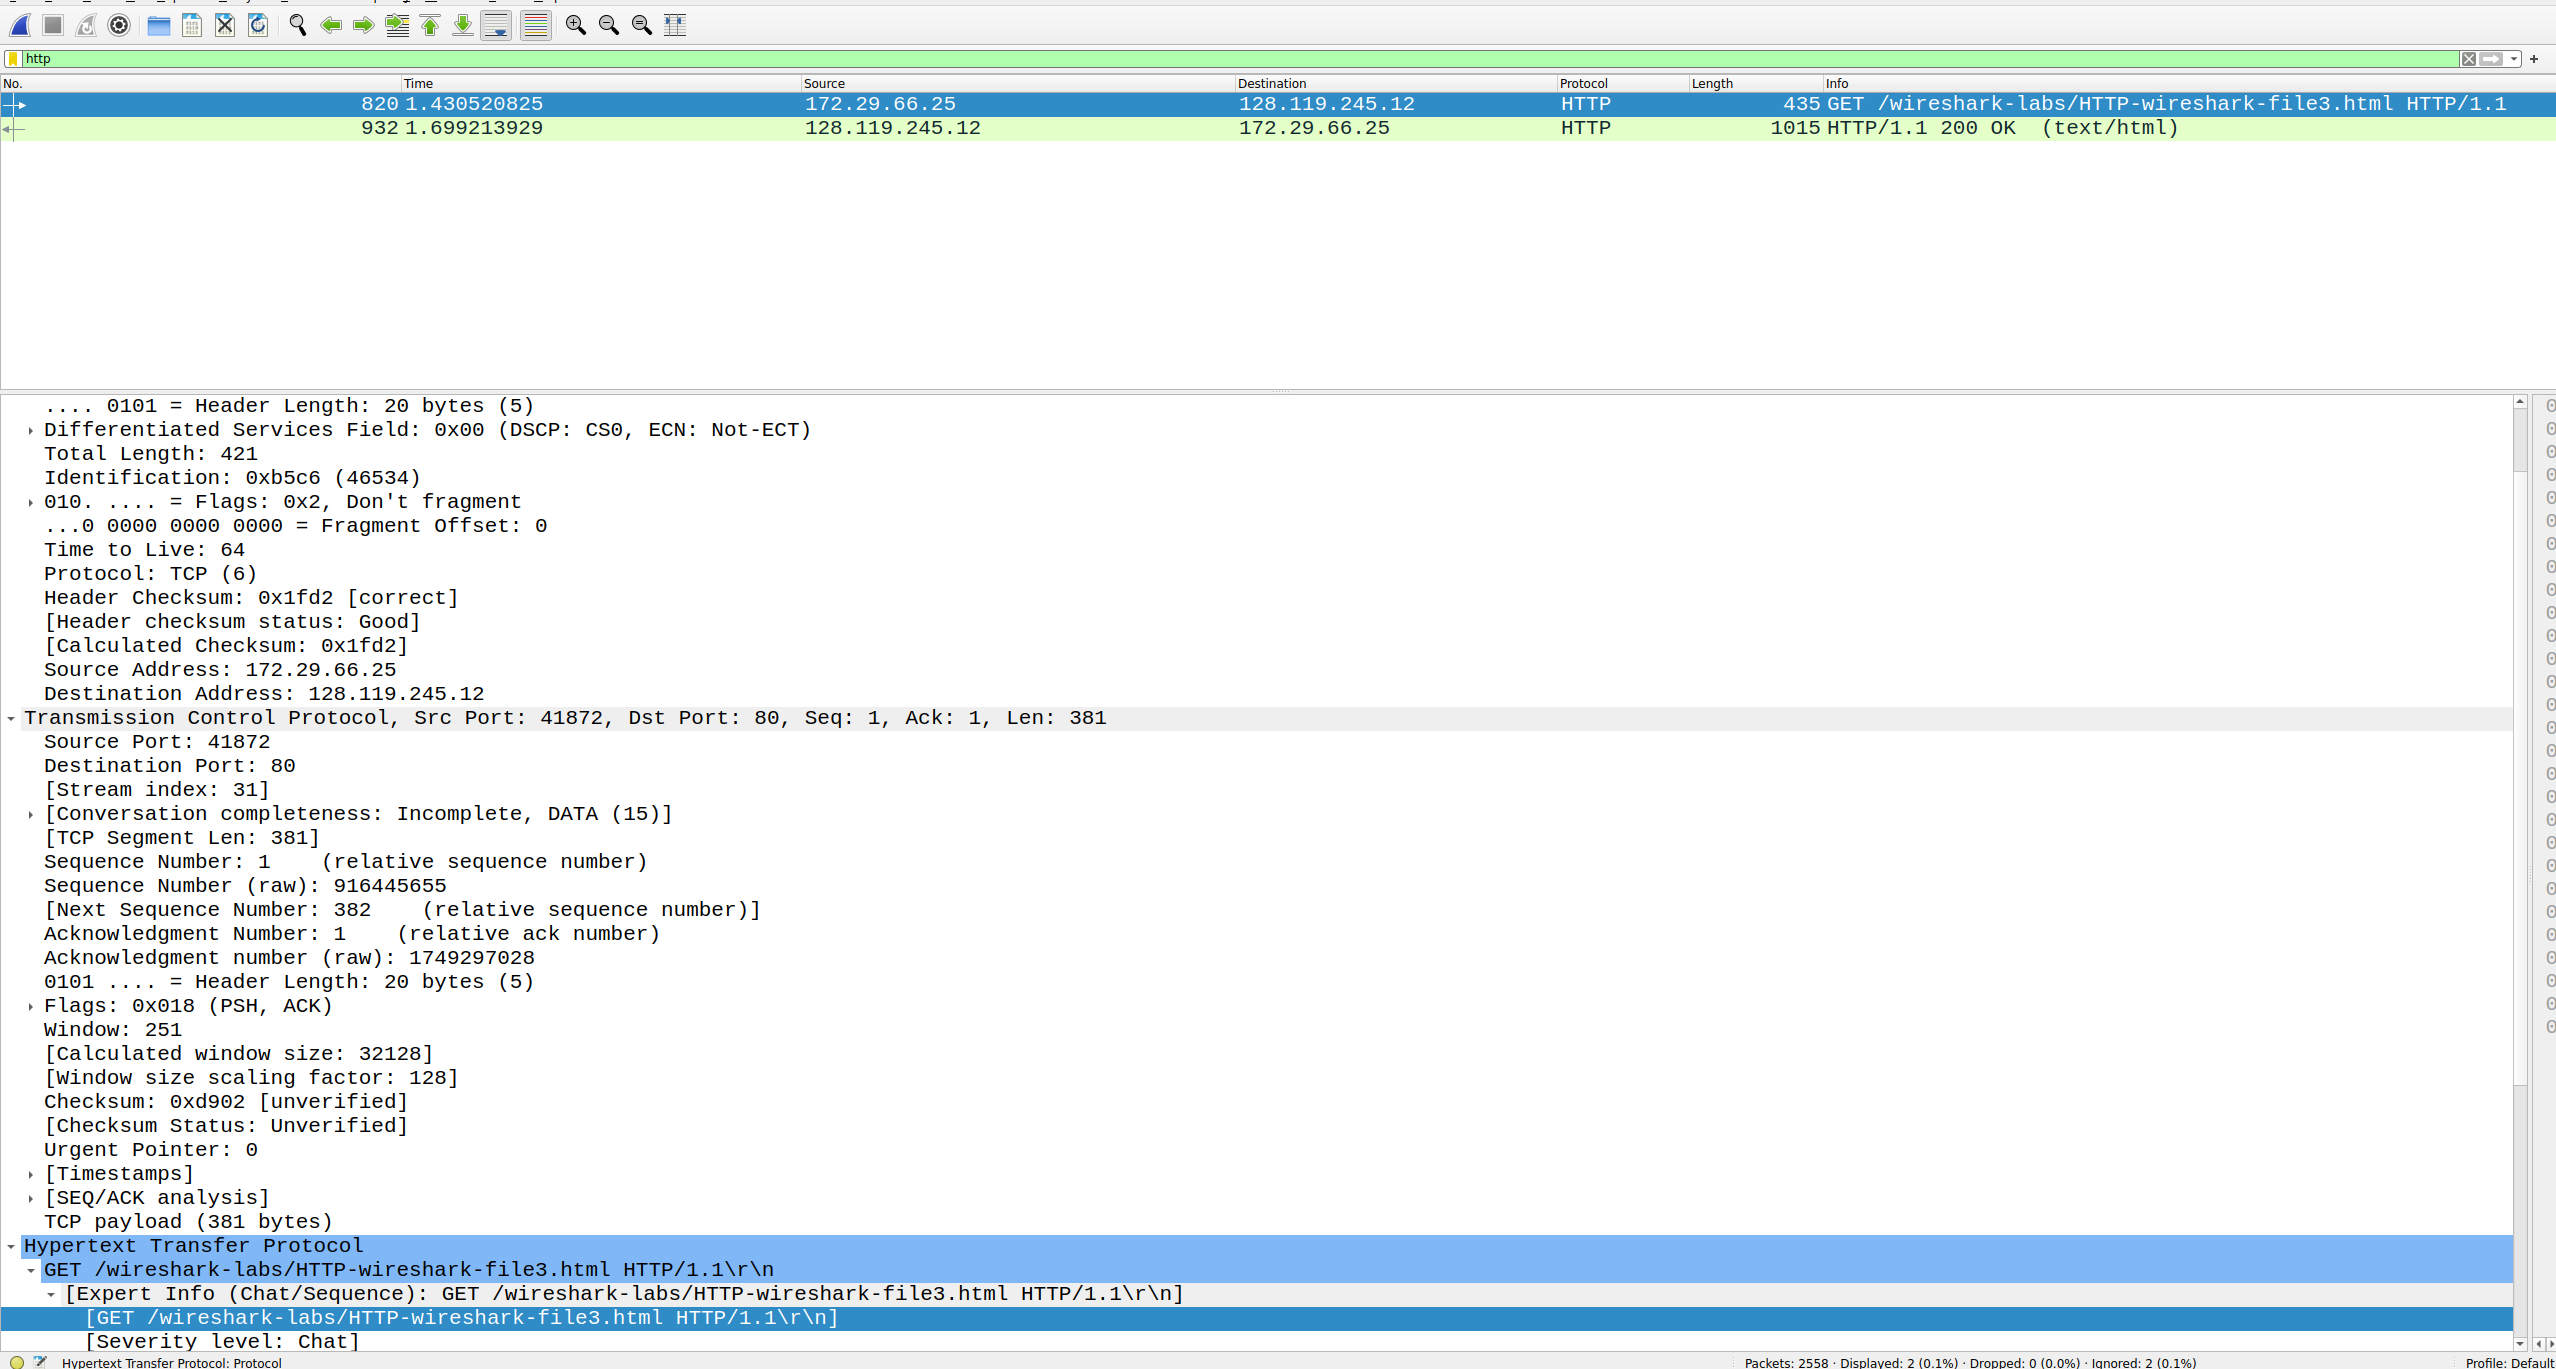 http
No. Time Source Destination Protocol Length Info
820 1.430520825 172.29.66.25 128.119.245.12 HTTP 435 GET /wireshark-labs/HTTP-wireshark-file3.html HTTP/1.1
932 1.699213929 128.119.245.12 172.29.66.25 HTTP 1015 HTTP/1.1 200 OK  (text/html)
.... 0101 = Header Length: 20 bytes (5)
Differentiated Services Field: 0x00 (DSCP: CS0, ECN: Not-ECT)
Total Length: 421
Identification: 0xb5c6 (46534)
010. .... = Flags: 0x2, Don't fragment
...0 0000 0000 0000 = Fragment Offset: 0
Time to Live: 64
Protocol: TCP (6)
Header Checksum: 0x1fd2 [correct]
[Header checksum status: Good]
[Calculated Checksum: 0x1fd2]
Source Address: 172.29.66.25
Destination Address: 128.119.245.12
Transmission Control Protocol, Src Port: 41872, Dst Port: 80, Seq: 1, Ack: 1, Len: 381
Source Port: 41872
Destination Port: 80
[Stream index: 31]
[Conversation completeness: Incomplete, DATA (15)]
[TCP Segment Len: 381]
Sequence Number: 1    (relative sequence number)
Sequence Number (raw): 916445655
[Next Sequence Number: 382    (relative sequence number)]
Acknowledgment Number: 1    (relative ack number)
Acknowledgment number (raw): 1749297028
0101 .... = Header Length: 20 bytes (5)
Flags: 0x018 (PSH, ACK)
Window: 251
[Calculated window size: 32128]
[Window size scaling factor: 128]
Checksum: 0xd902 [unverified]
[Checksum Status: Unverified]
Urgent Pointer: 0
[Timestamps]
[SEQ/ACK analysis]
TCP payload (381 bytes)
Hypertext Transfer Protocol
GET /wireshark-labs/HTTP-wireshark-file3.html HTTP/1.1\r\n
[Expert Info (Chat/Sequence): GET /wireshark-labs/HTTP-wireshark-file3.html HTTP/1.1\r\n]
[GET /wireshark-labs/HTTP-wireshark-file3.html HTTP/1.1\r\n]
[Severity level: Chat]
Hypertext Transfer Protocol: Protocol Packets: 2558 · Displayed: 2 (0.1%) · Dropped: 0 (0.0%) · Ignored: 2 (0.1%) Profile: Default